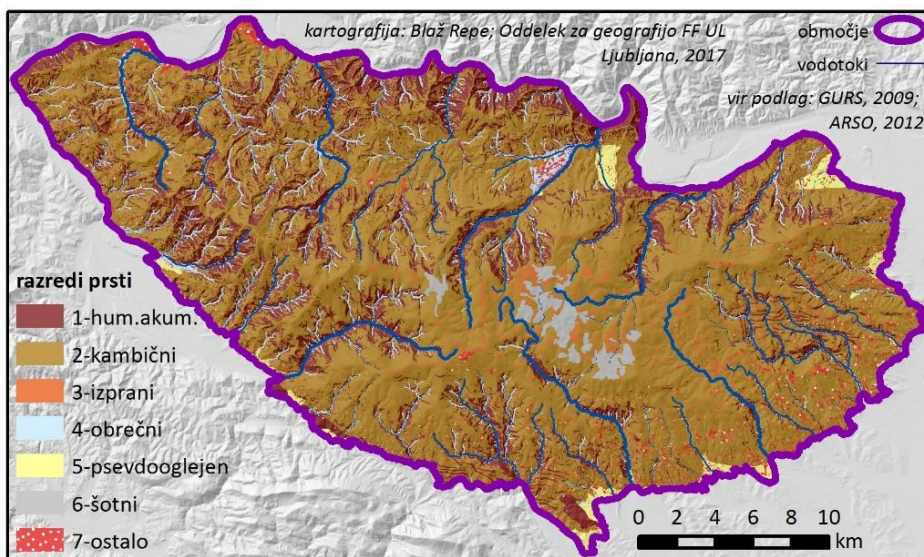 kartografija: Blaž Repe; Oddelek za geografijo FF UL
Ljubljana, 2017
območje
vodotoki
vir podlag: GURS, 2009;
ARSO, 2012
razredi prsti
1-hum.akum.
2-kambični
3-izprani
4-obrečni
5-psevdooglejen
6-šotni
7-ostalo
0 2 4 6 8 10
km